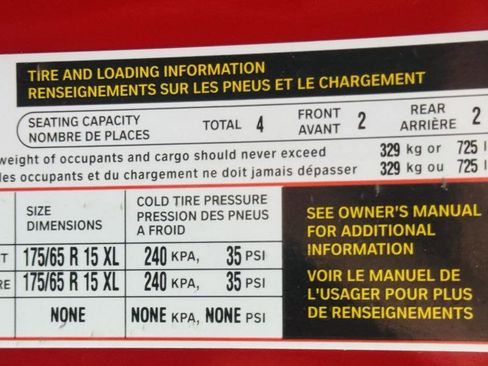 TIRE AND LOADING INFORMATION
RENSEIGNEMENTS SUR LES PNEUS ET LE CHARGEMENT
SEATING CAPACITY
NOMBRE DE PLACES
TOTAL 4
FRONT
AVANT 2
REAR
ARRIÈRE 2
weight of occupants and cargo should never exceed 329 kg or 725 l
les occupants et du chargement ne doit jamais dépasser 329 kg ou 725 l
SIZE
DIMENSIONS
COLD TIRE PRESSURE
PRESSION DES PNEUS
A FROID
T 175/65 R 15 XL 240 KPA, 35 PSI
RE 175/65 R 15 XL 240 KPA, 35 PSI
NONE NONE KPA, NONE PSI
SEE OWNER'S MANUAL
FOR ADDITIONAL
INFORMATION
VOIR LE MANUEL DE
L'USAGER POUR PLUS
DE RENSEIGNEMENTS